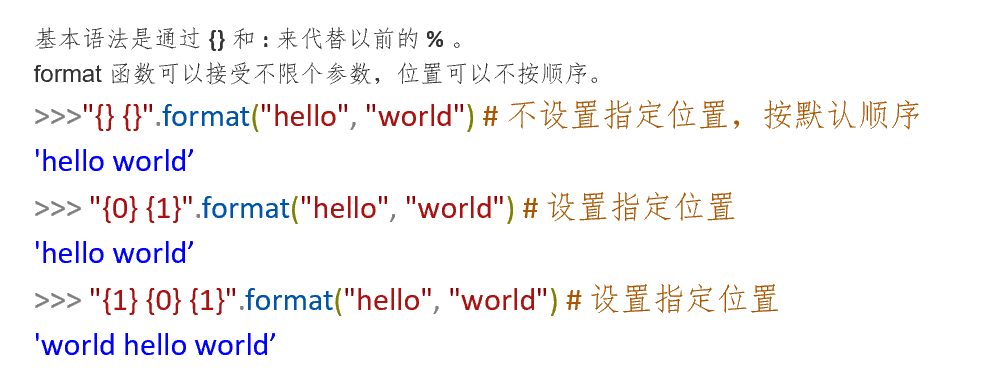 基本语法是通过 {} 和 : 来代替以前的 % 。
format 函数可以接受不限个参数，位置可以不按顺序。
>>>"{} {}".format("hello", "world") # 不设置指定位置，按默认顺序
'hello world’
>>> "{0} {1}".format("hello", "world") # 设置指定位置
'hello world’
>>> "{1} {0} {1}".format("hello", "world") # 设置指定位置
'world hello world’